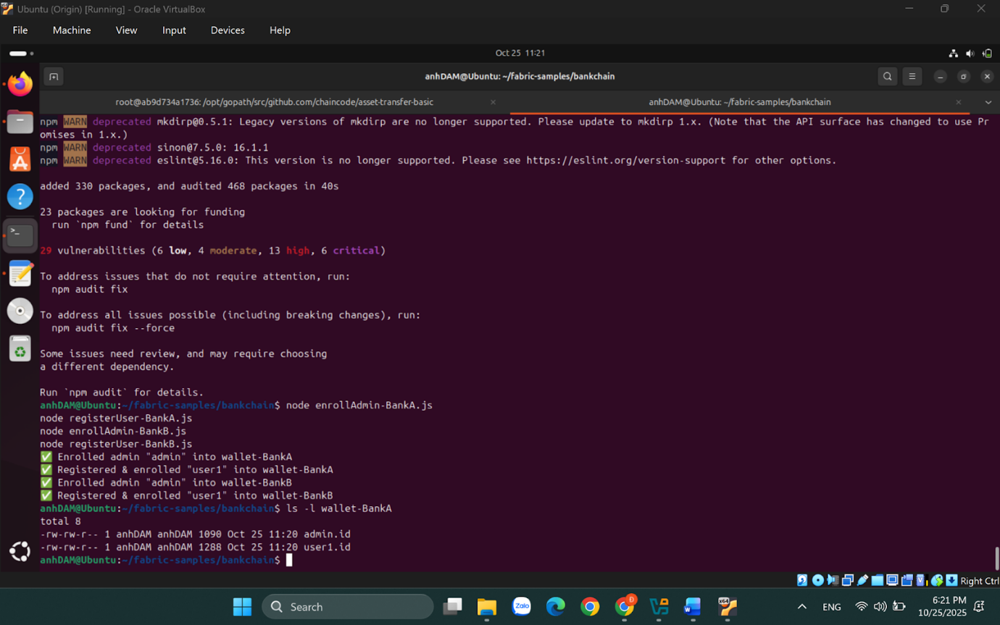 Ubuntu (Origin) [Running] - Oracle VirtualBox
File Machine View Input Devices Help
Oct 25 11:21
anhDAM@Ubuntu: ~/fabric-samples/bankchain
root@ab9d734a1736: /opt/gopath/src/github.com/chaincode/asset-transfer-basic
anhDAM@Ubuntu: ~/fabric-samples/bankchain
npm WARN deprecated mkdirp@0.5.1: Legacy versions of mkdirp are no longer supported. Please update to mkdirp 1.x. (Note that the API surface has changed to use Pr
omises in 1.x.)
npm WARN deprecated sinon@7.5.0: 16.1.1
npm WARN deprecated eslint@5.16.0: This version is no longer supported. Please see https://eslint.org/version-support for other options.
added 330 packages, and audited 468 packages in 40s
23 packages are looking for funding
run `npm fund` for details
29 vulnerabilities (6 low, 4 moderate, 13 high, 6 critical)
To address issues that do not require attention, run:
npm audit fix
To address all issues possible (including breaking changes), run:
npm audit fix --force
Some issues need review, and may require choosing
a different dependency.
Run `npm audit` for details.
anhDAM@Ubuntu:~/fabric-samples/bankchain$ node enrollAdmin-BankA.js
node registerUser-BankA.js
node enrollAdmin-BankB.js
node registerUser-BankB.js
✅ Enrolled admin "admin" into wallet-BankA
✅ Registered & enrolled "user1" into wallet-BankA
✅ Enrolled admin "admin" into wallet-BankB
✅ Registered & enrolled "user1" into wallet-BankB
anhDAM@Ubuntu:~/fabric-samples/bankchain$ ls -l wallet-BankA
total 8
-rw-rw-r-- 1 anhDAM anhDAM 1090 Oct 25 11:20 admin.id
-rw-rw-r-- 1 anhDAM anhDAM 1288 Oct 25 11:20 user1.id
anhDAM@Ubuntu:~/fabric-samples/bankchain$
Right Ctrl
Search
Zalo
D
x64
ENG
6:21 PM
10/25/2025